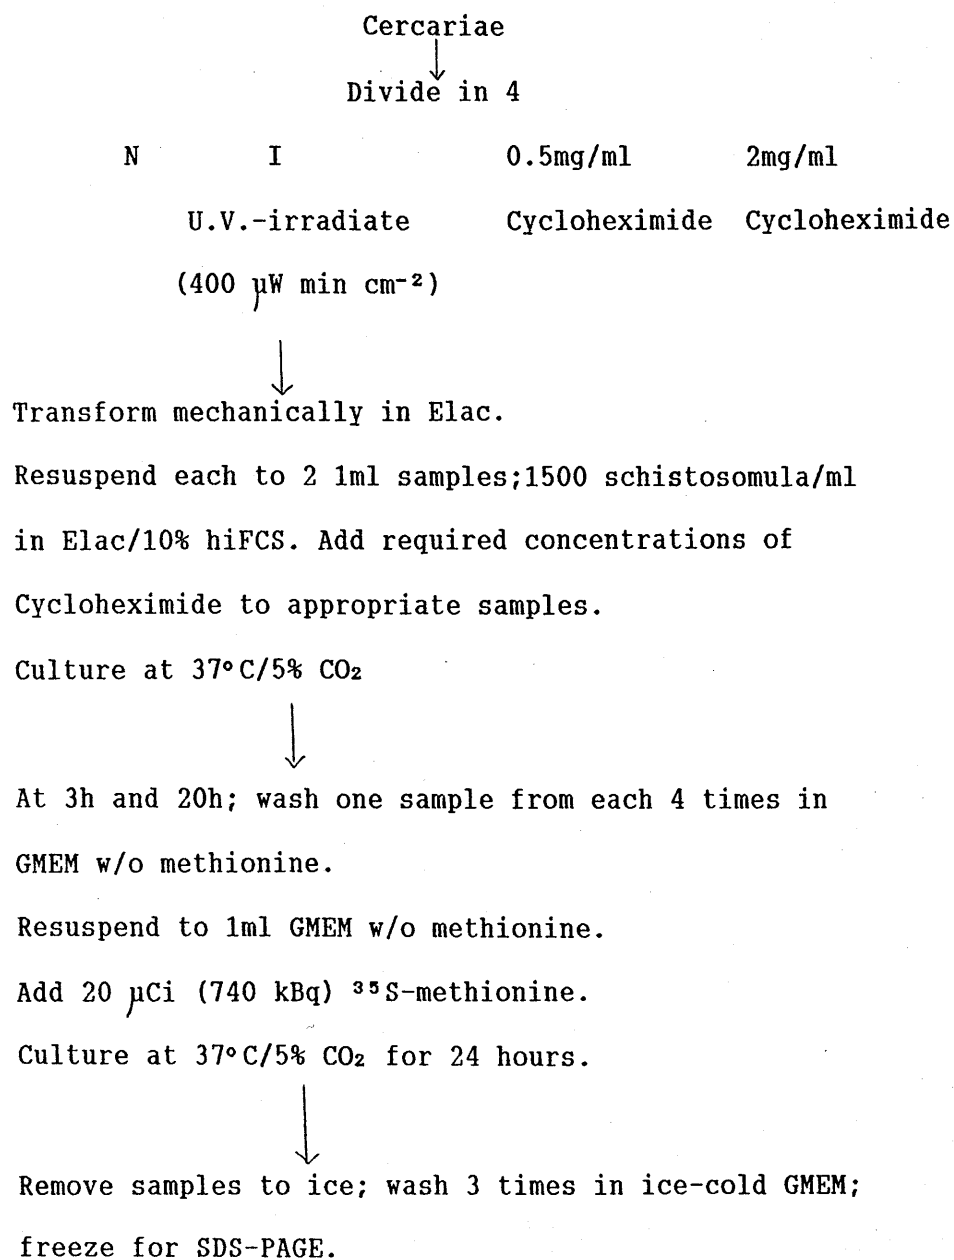 Cercariae
Divide in 4
N I 0.5mg/ml 2mg/ml
U.V.-irradiate Cycloheximide Cycloheximide
(400 µW min cm⁻²)
Transform mechanically in Elac.
Resuspend each to 2 1ml samples;1500 schistosomula/ml
in Elac/10% hiFCS. Add required concentrations of
Cycloheximide to appropriate samples.
Culture at 37°C/5% CO₂
At 3h and 20h; wash one sample from each 4 times in
GMEM w/o methionine.
Resuspend to 1ml GMEM w/o methionine.
Add 20 µCi (740 kBq) ³⁵S-methionine.
Culture at 37°C/5% CO₂ for 24 hours.
Remove samples to ice; wash 3 times in ice-cold GMEM;
freeze for SDS-PAGE.